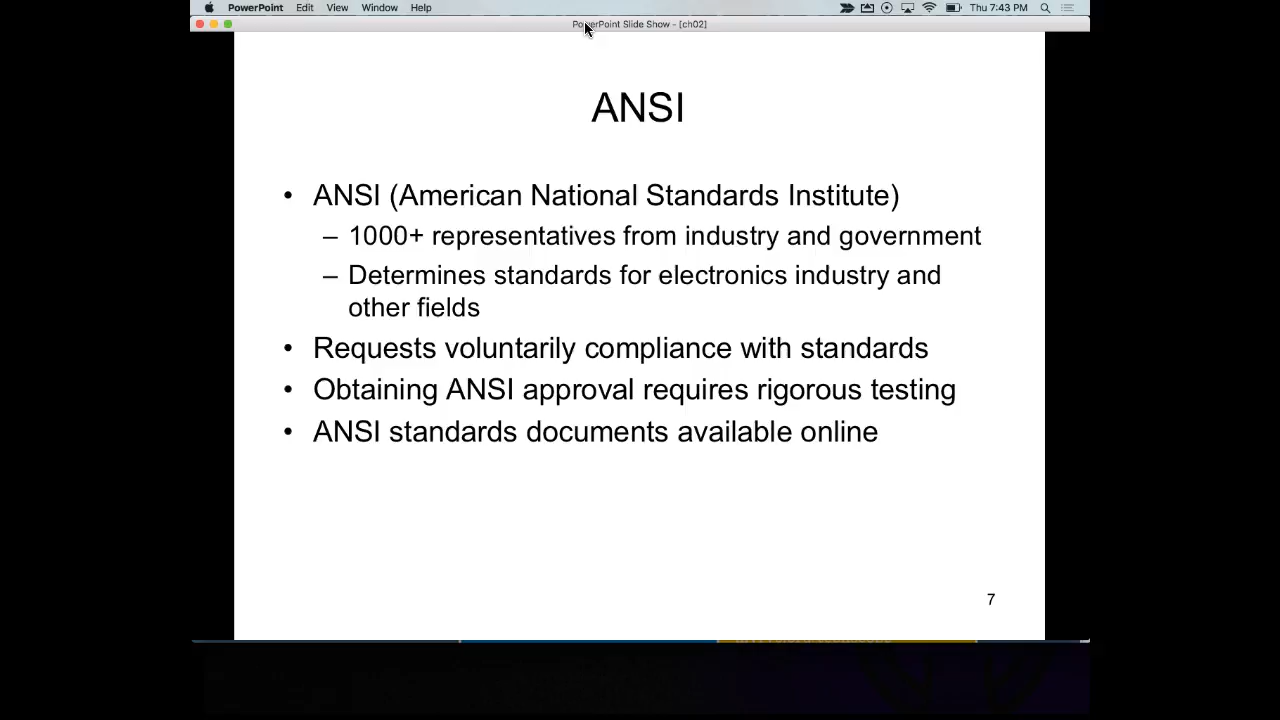 PowerPoint Edit View Window Help Thu 7:43 PM
PowerPoint Slide Show - [ch02]
ANSI
• ANSI (American National Standards Institute)
– 1000+ representatives from industry and government
– Determines standards for electronics industry and
other fields
• Requests voluntarily compliance with standards
• Obtaining ANSI approval requires rigorous testing
• ANSI standards documents available online
7